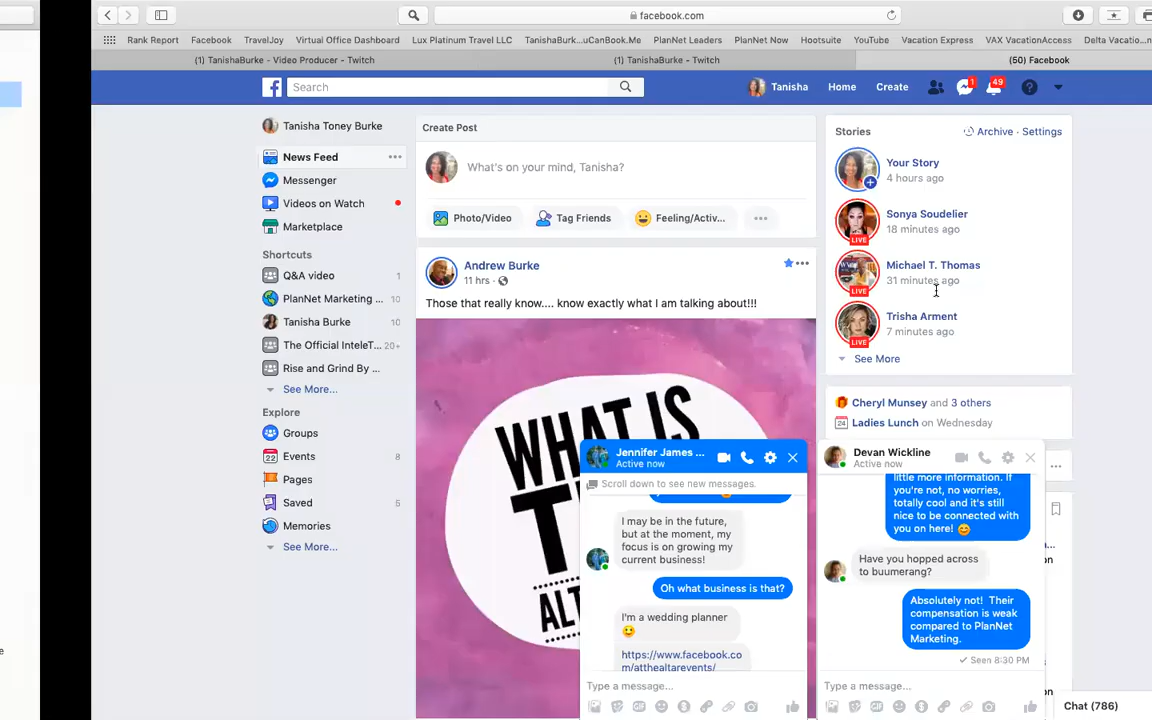 facebook.com
Rank Report Facebook TravelJoy Virtual Office Dashboard Lux Platinum Travel LLC TanishaBurk...uCanBook.Me PlanNet Leaders PlanNet Now Hootsuite YouTube Vacation Express VAX VacationAccess Delta Vacatio...
(1) TanishaBurke - Video Producer - Twitch
(1) TanishaBurke - Twitch
(50) Facebook
Search
Tanisha Home Create
1
49
Tanisha Toney Burke
News Feed
Messenger
Videos on Watch
Marketplace
Shortcuts
Q&A video 1
PlanNet Marketing ... 10
Tanisha Burke 10
The Official InteleT... 20+
Rise and Grind By ...
See More...
Explore
Groups
Events 8
Pages
Saved 5
Memories
See More...
Create Post
What's on your mind, Tanisha?
Photo/Video Tag Friends Feeling/Activ...
Andrew Burke
11 hrs ·
Those that really know.... know exactly what I am talking about!!!
WHAT IS
Stories
Archive · Settings
Your Story
4 hours ago
Sonya Soudelier
18 minutes ago
LIVE
Michael T. Thomas
31 minutes ago
LIVE
Trisha Arment
7 minutes ago
LIVE
See More
Cheryl Munsey and 3 others
24 Ladies Lunch on Wednesday
Jennifer James ...
Active now
Scroll down to see new messages.
I may be in the future,
but at the moment, my
focus is on growing my
current business!
Oh what business is that?
I'm a wedding planner
https://www.facebook.co
m/atthealtarevents/
Type a message...
Devan Wickline
Active now
little more information. If
you're not, no worries,
totally cool and it's still
nice to be connected with
you on here!
Have you hopped across
to buumerang?
Absolutely not! Their
compensation is weak
compared to PlanNet
Marketing.
Seen 8:30 PM
Type a message...
Chat (786)